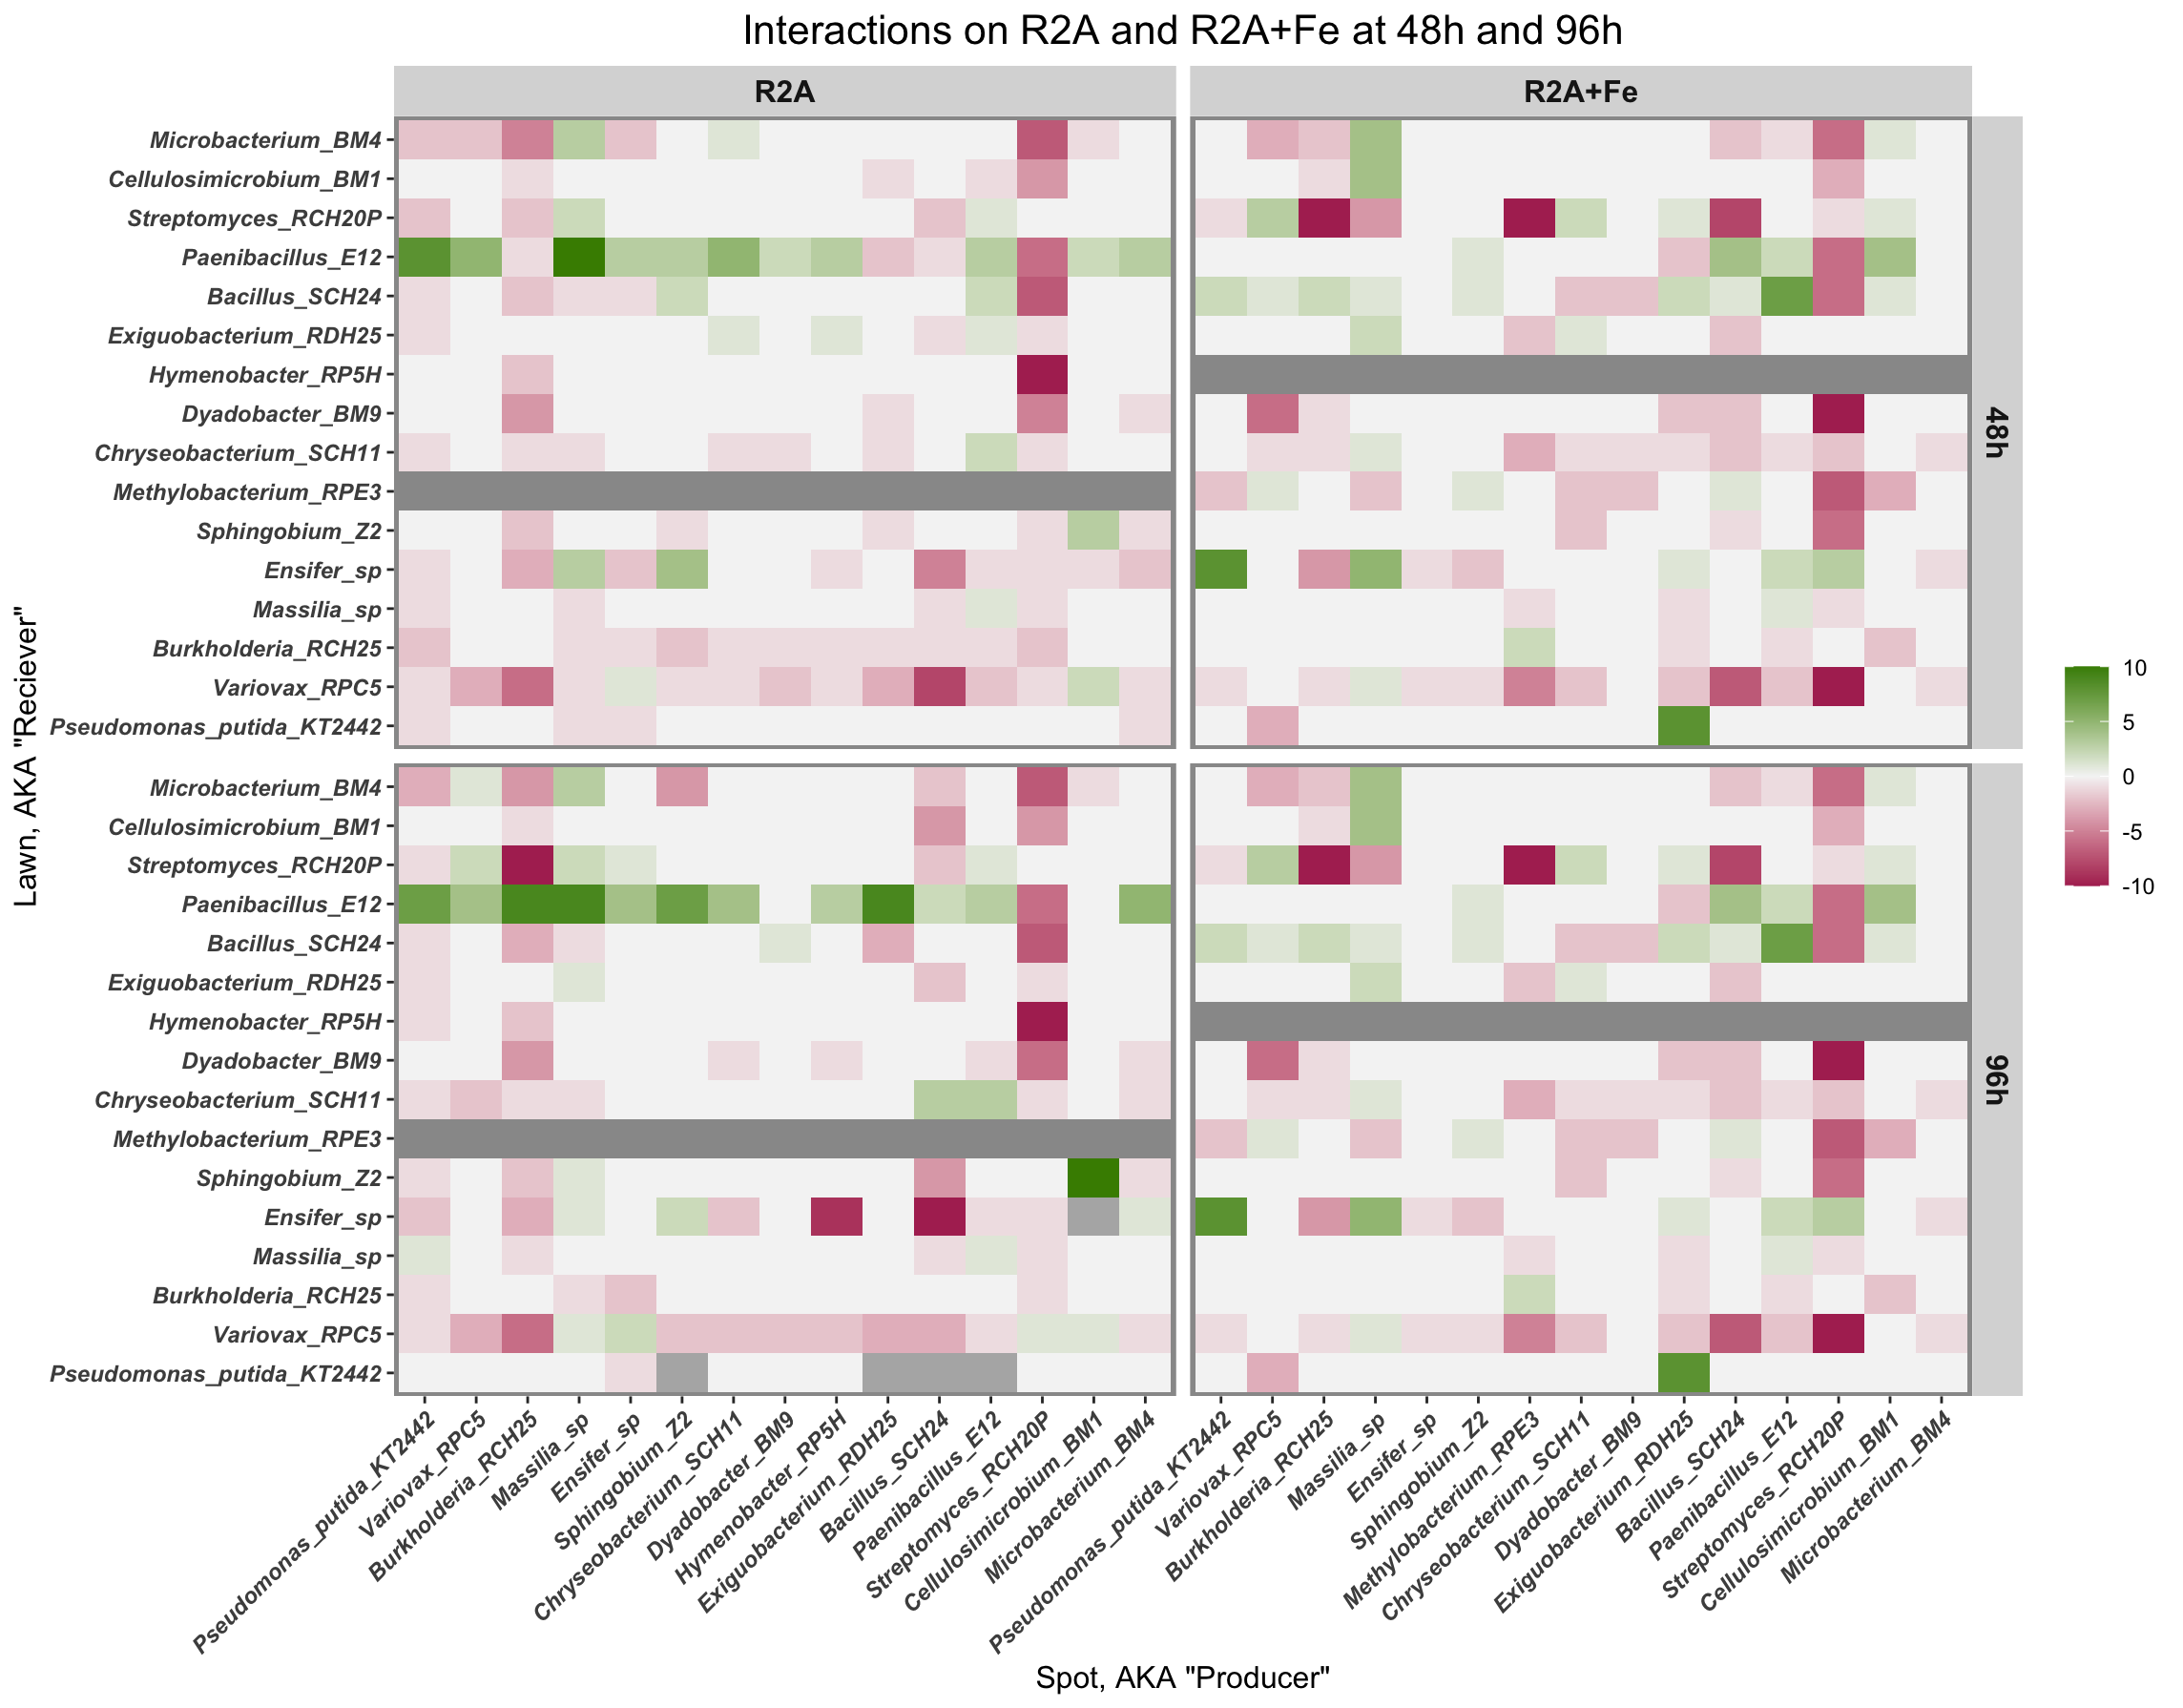 Interactions on R2A and R2A+Fe at 48h and 96h
R2A
R2A+Fe
Microbacterium_BM4
Cellulosimicrobium_BM1
Streptomyces_RCH20P
Paenibacillus_E12
Bacillus_SCH24
Exiguobacterium_RDH25
Hymenobacter_RP5H
Dyadobacter_BM9
Chryseobacterium_SCH11
Methylobacterium_RPE3
Sphingobium_Z2
Ensifer_sp
Massilia_sp
Burkholderia_RCH25
Variovax_RPC5
Pseudomonas_putida_KT2442
48h
Microbacterium_BM4
Cellulosimicrobium_BM1
Streptomyces_RCH20P
Paenibacillus_E12
Bacillus_SCH24
Exiguobacterium_RDH25
Hymenobacter_RP5H
Dyadobacter_BM9
Chryseobacterium_SCH11
Methylobacterium_RPE3
Sphingobium_Z2
Ensifer_sp
Massilia_sp
Burkholderia_RCH25
Variovax_RPC5
Pseudomonas_putida_KT2442
96h
Lawn, AKA "Reciever"
Pseudomonas_putida_KT2442
Variovax_RPC5
Burkholderia_RCH25
Massilia_sp
Ensifer_sp
Sphingobium_Z2
Chryseobacterium_SCH11
Dyadobacter_BM9
Hymenobacter_RP5H
Exiguobacterium_RDH25
Bacillus_SCH24
Paenibacillus_E12
Streptomyces_RCH20P
Cellulosimicrobium_BM1
Microbacterium_BM4
Pseudomonas_putida_KT2442
Variovax_RPC5
Burkholderia_RCH25
Massilia_sp
Ensifer_sp
Sphingobium_Z2
Methylobacterium_RPE3
Chryseobacterium_SCH11
Dyadobacter_BM9
Exiguobacterium_RDH25
Bacillus_SCH24
Paenibacillus_E12
Streptomyces_RCH20P
Cellulosimicrobium_BM1
Microbacterium_BM4
Spot, AKA "Producer"
10
5
0
-5
-10